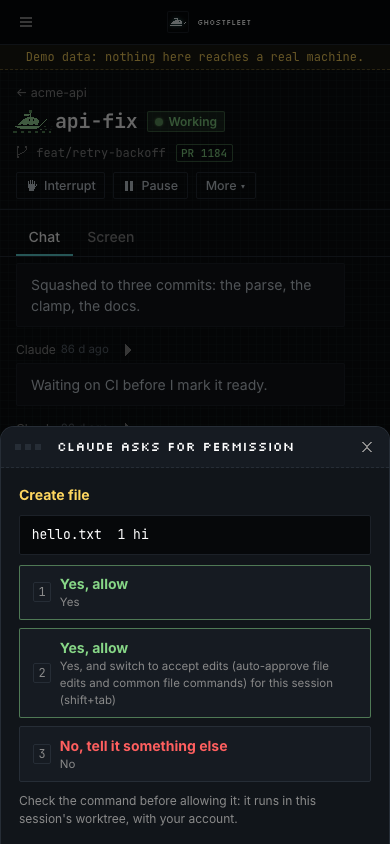 GHOSTFLEET
Demo data: nothing here reaches a real machine.
← acme-api
api-fix
Working
feat/retry-backoff
PR 1184
Interrupt
Pause
More ▾
Chat
Screen
Squashed to three commits: the parse, the
clamp, the docs.
Claude 86 d ago
Waiting on CI before I mark it ready.
CLAUDE ASKS FOR PERMISSION
Create file
hello.txt  1 hi
1
Yes, allow
Yes
2
Yes, allow
Yes, and switch to accept edits (auto-approve file
edits and common file commands) for this session
(shift+tab)
3
No, tell it something else
No
Check the command before allowing it: it runs in this
session's worktree, with your account.